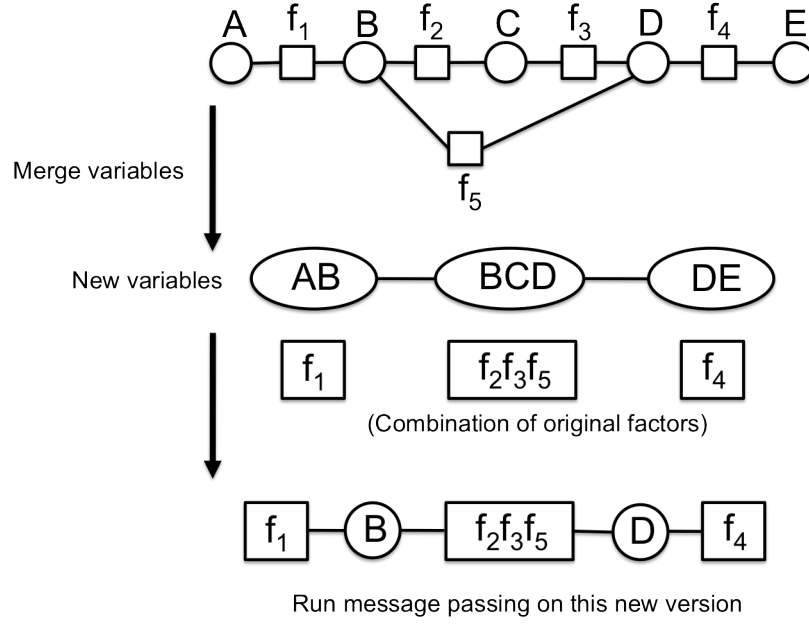 A f₁ B f₂ C f₃ D f₄ E
f₅
Merge variables
New variables AB BCD DE
f₁ f₂f₃f₅ f₄
(Combination of original factors)
f₁ B f₂f₃f₅ D f₄
Run message passing on this new version